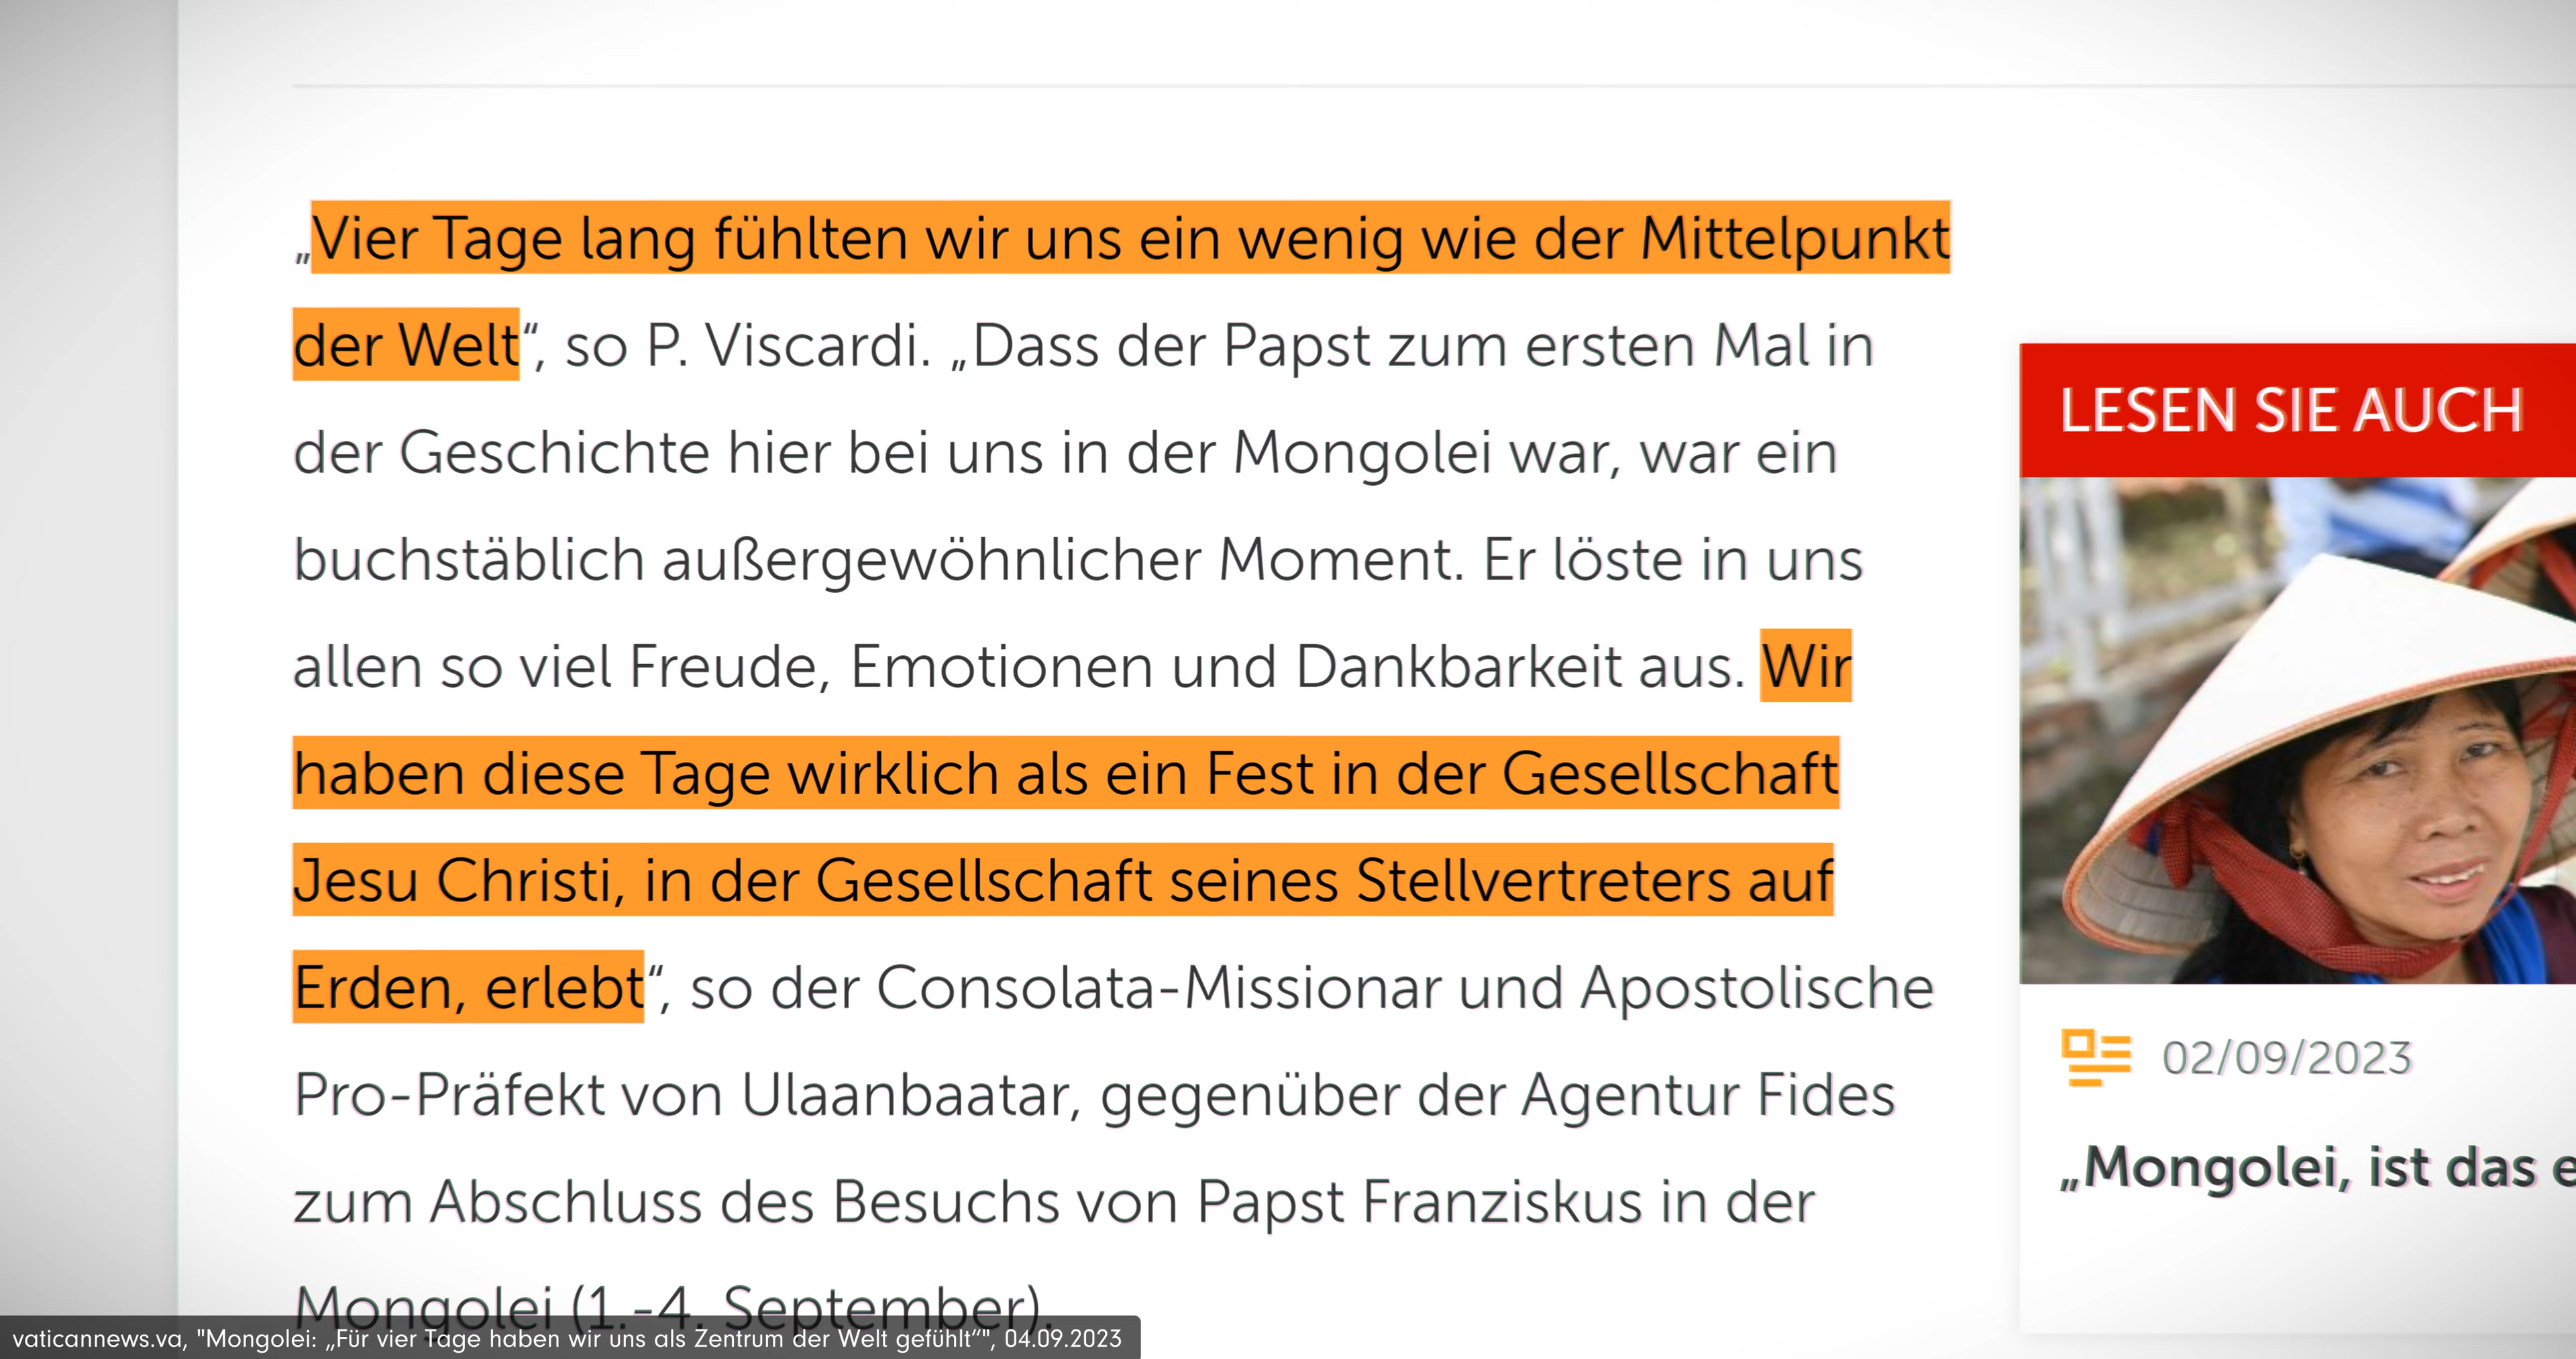 „Vier Tage lang fühlten wir uns ein wenig wie der Mittelpunkt
der Welt“, so P. Viscardi. „Dass der Papst zum ersten Mal in
der Geschichte hier bei uns in der Mongolei war, war ein
buchstäblich außergewöhnlicher Moment. Er löste in uns
allen so viel Freude, Emotionen und Dankbarkeit aus. Wir
haben diese Tage wirklich als ein Fest in der Gesellschaft
Jesu Christi, in der Gesellschaft seines Stellvertreters auf
Erden, erlebt“, so der Consolata-Missionar und Apostolische
Pro-Präfekt von Ulaanbaatar, gegenüber der Agentur Fides
zum Abschluss des Besuchs von Papst Franziskus in der
Mongolei (1.-4. September).
LESEN SIE AUCH
02/09/2023
„Mongolei, ist das e
vaticannews.va, "Mongolei: „Für vier Tage haben wir uns als Zentrum der Welt gefühlt“", 04.09.2023